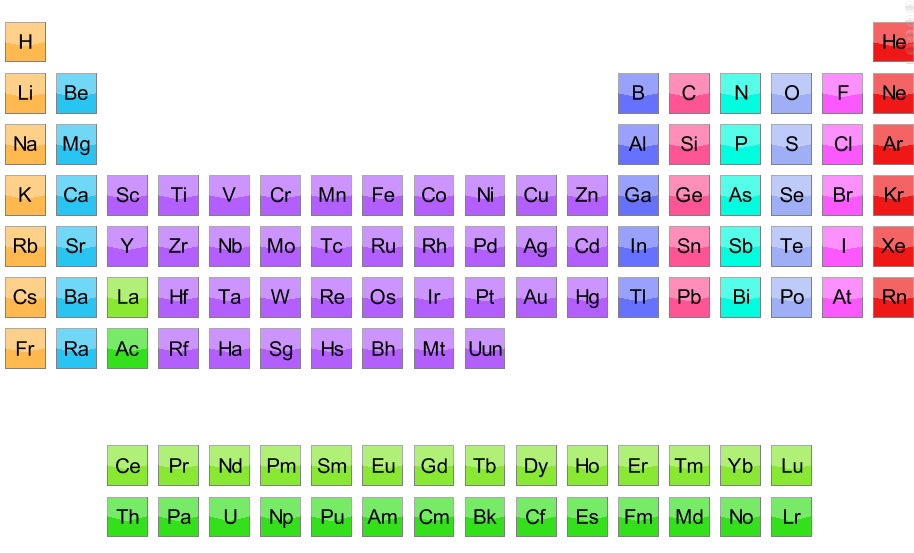 H He
Li Be B C N O F Ne
Na Mg Al Si P S Cl Ar
K Ca Sc Ti V Cr Mn Fe Co Ni Cu Zn Ga Ge As Se Br Kr
Rb Sr Y Zr Nb Mo Tc Ru Rh Pd Ag Cd In Sn Sb Te I Xe
Cs Ba La Hf Ta W Re Os Ir Pt Au Hg Tl Pb Bi Po At Rn
Fr Ra Ac Rf Ha Sg Hs Bh Mt Uun
Ce Pr Nd Pm Sm Eu Gd Tb Dy Ho Er Tm Yb Lu
Th Pa U Np Pu Am Cm Bk Cf Es Fm Md No Lr